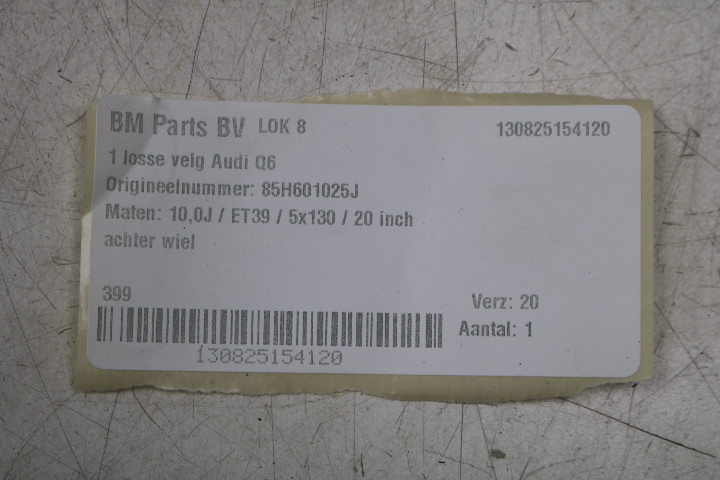 BM Parts BV LOK 8 130825154120
1 losse velg Audi Q6
Origineelnummer: 85H601025J
Maten: 10,0J / ET39 / 5x130 / 20 inch
achter wiel
399
Verz: 20
Aantal: 1
130825154120